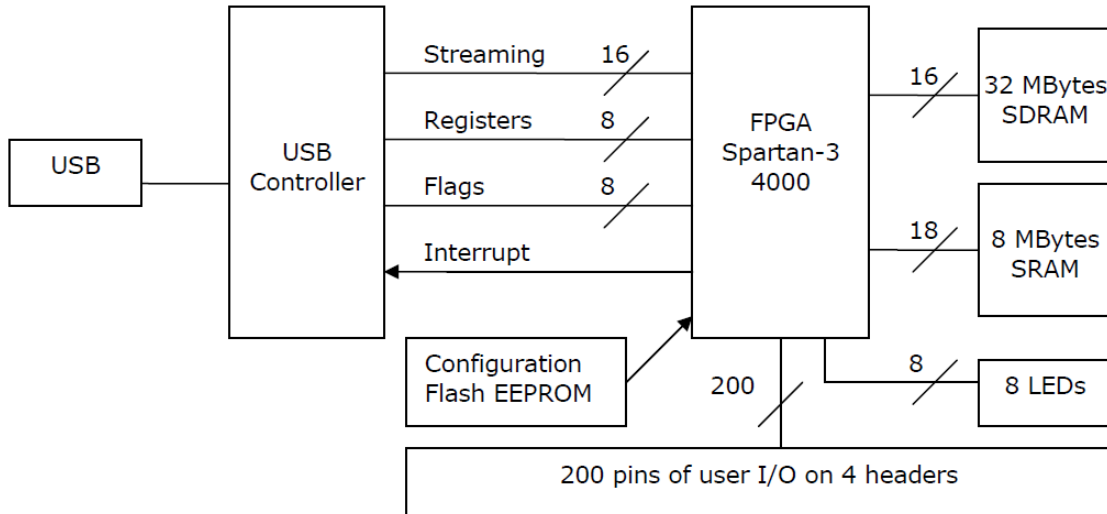 USB
USB
Controller
Streaming
16
Registers
8
Flags
8
Interrupt
FPGA
Spartan-3
4000
16
32 MBytes
SDRAM
18
8 MBytes
SRAM
8
8 LEDs
Configuration
Flash EEPROM
200
200 pins of user I/O on 4 headers